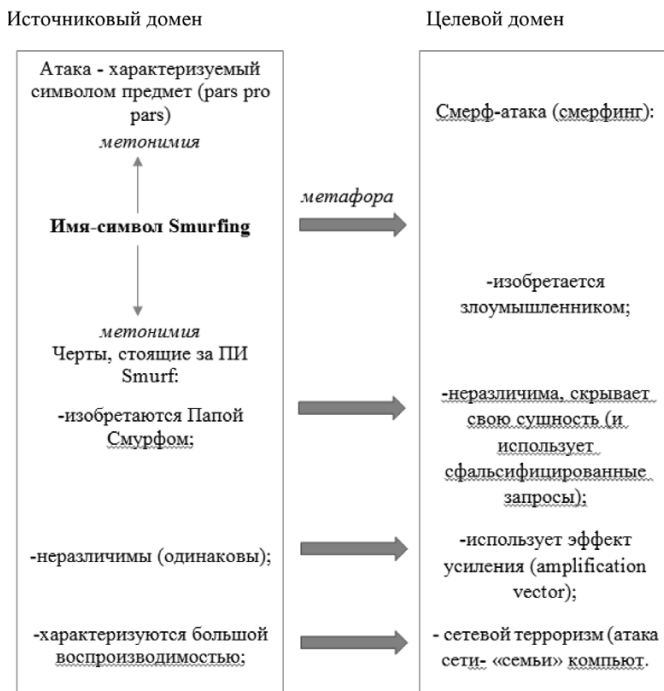 Источниковый домен
Целевой домен
Атака - характеризуемый
символом предмет (pars pro
pars)
метонимия
Имя-символ Smurfing
метонимия
Черты, стоящие за ПИ
Smurf:
-изобретаются Папой
Смурфом;
-неразличимы (одинаковы);
-характеризуются большой
воспроизводимостью;
метафора
Смерф-атака (смерфинг):
-изобретается
злоумышленником;
-неразличима, скрывает
свою сущность (и
использует
сфальсифицированные
запросы);
-использует эффект
усиления (amplification
vector);
- сетевой терроризм (атака
сети- «семьи» компьют.